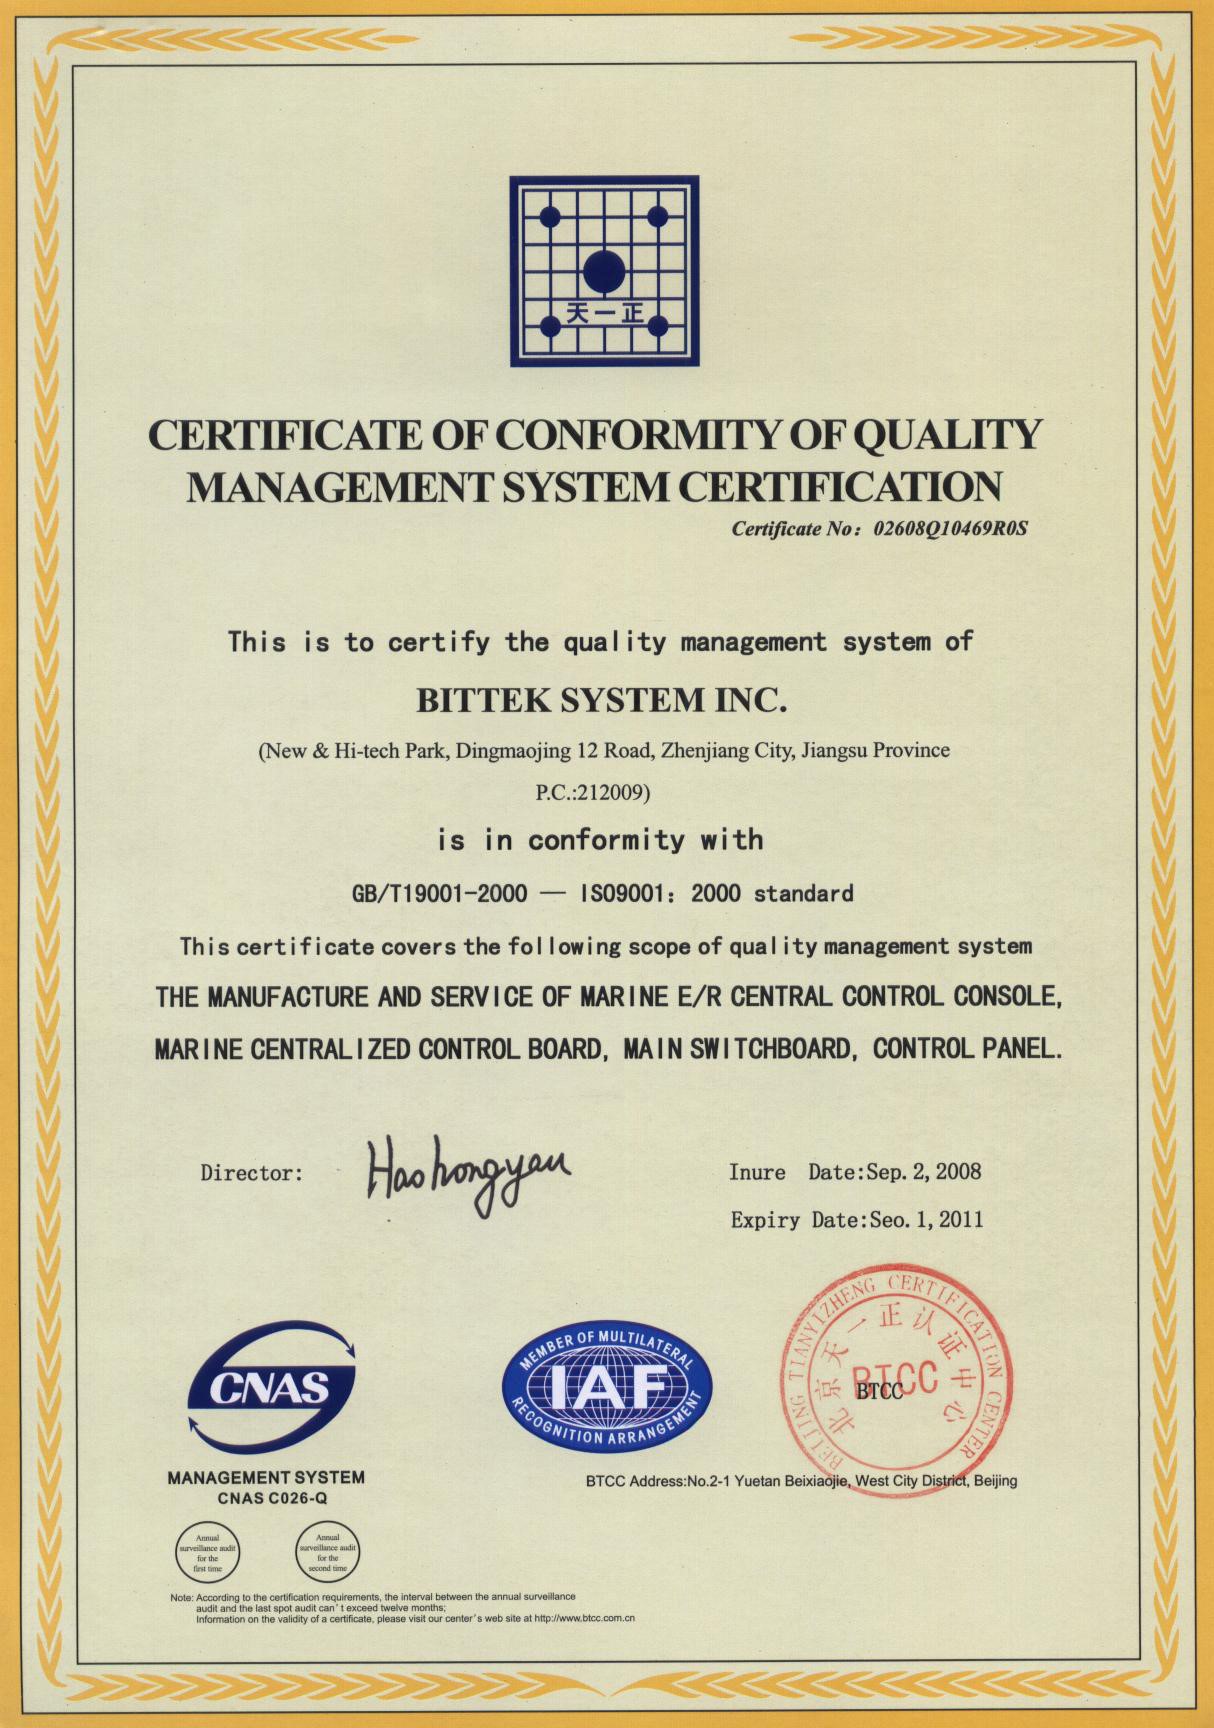 天一正
CERTIFICATE OF CONFORMITY OF QUALITY
MANAGEMENT SYSTEM CERTIFICATION
Certificate No: 02608Q10469R0S
This is to certify the quality management system of
BITTEK SYSTEM INC.
(New & Hi-tech Park, Dingmaojing 12 Road, Zhenjiang City, Jiangsu Province
P.C.:212009)
is in conformity with
GB/T19001-2000 — ISO9001: 2000 standard
This certificate covers the following scope of quality management system
THE MANUFACTURE AND SERVICE OF MARINE E/R CENTRAL CONTROL CONSOLE,
MARINE CENTRALIZED CONTROL BOARD, MAIN SWITCHBOARD, CONTROL PANEL.
Director: Haohongyan
Inure Date:Sep. 2, 2008
Expiry Date:Seo. 1, 2011
CNAS
MANAGEMENT SYSTEM
CNAS C026-Q
MEMBER OF MULTILATERAL
IAF
RECOGNITION ARRANGEMENT
BEIJING TIANYIZHENG CERTIFICATION CENTER
北京天一正认证中心
BTCC
BTCC
BTCC Address:No.2-1 Yuetan Beixiaojie, West City District, Beijing
Annual
surveillance audit
for the
first time
Annual
surveillance audit
for the
second time
Note: According to the certification requirements, the interval between the annual surveillance
audit and the last spot audit can't exceed twelve months;
Information on the validity of a certificate, please visit our center's web site at http://www.btcc.com.cn